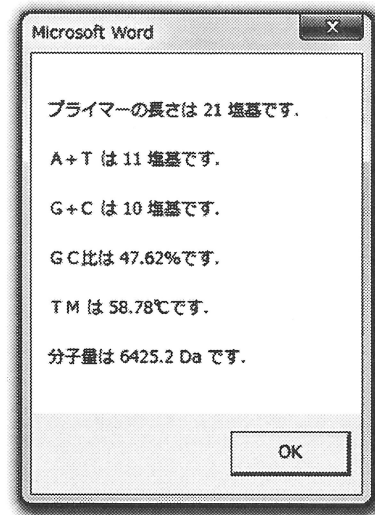 Microsoft Word
プライマーの長さは 21 塩基です.
A+T は 11 塩基です.
G+C は 10 塩基です.
GC比は 47.62%です.
TM は 58.78℃です.
分子量は 6425.2 Da です.
OK